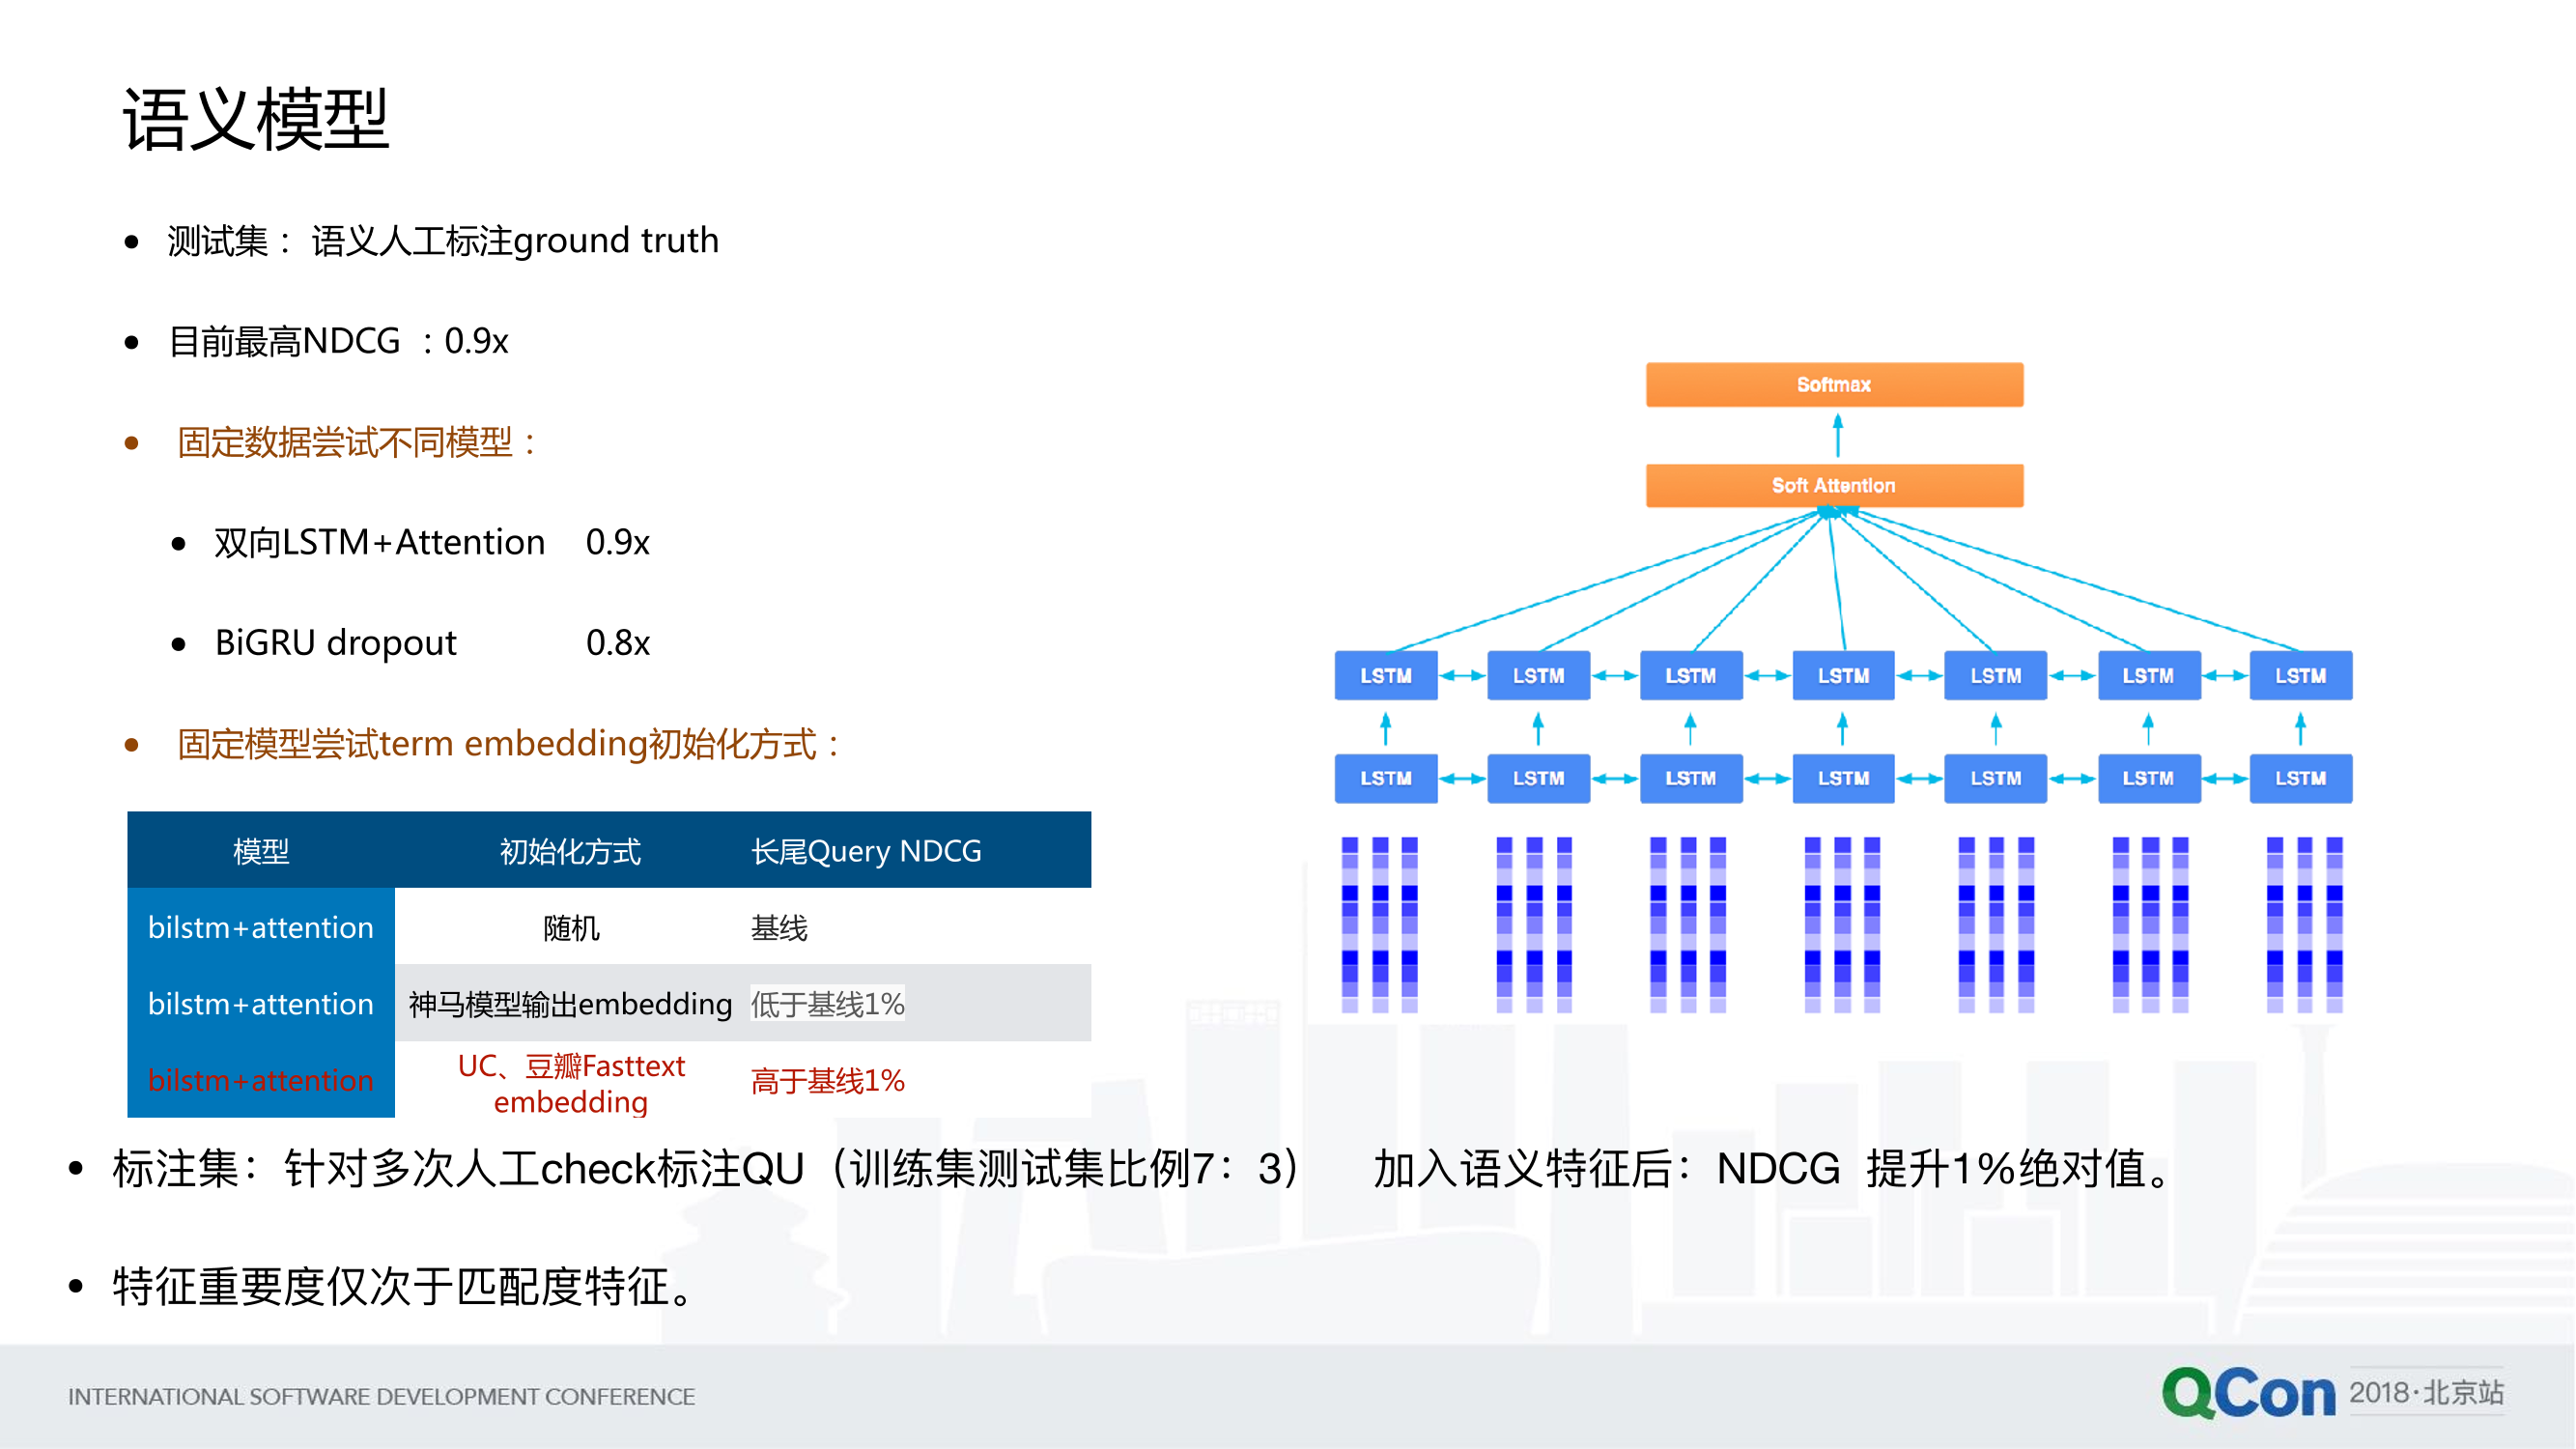 语义模型
测试集： 语义人工标注ground truth
目前最高NDCG ：0.9x
固定数据尝试不同模型：
双向LSTM+Attention 0.9x
BiGRU dropout 0.8x
固定模型尝试term embedding初始化方式：
模型 初始化方式 长尾Query NDCG
bilstm+attention 随机 基线
bilstm+attention 神马模型输出embedding 低于基线1%
bilstm+attention UC、豆瓣Fasttext embedding 高于基线1%
Softmax
Soft Attention
LSTM LSTM LSTM LSTM LSTM LSTM LSTM
LSTM LSTM LSTM LSTM LSTM LSTM LSTM
标注集：针对多次人工check标注QU（训练集测试集比例7：3） 加入语义特征后：NDCG 提升1%绝对值。
特征重要度仅次于匹配度特征。
INTERNATIONAL SOFTWARE DEVELOPMENT CONFERENCE
QCon 2018·北京站